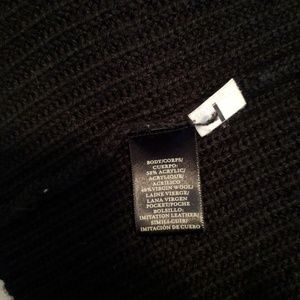 L
BODY/CORPS/
CUERPO:
58% ACRYLIC/
ACRYLIQUE/
ACRÍLICO
42% VIRGIN WOOL/
LAINE VIERGE/
LANA VIRGEN
POCKET/POCHE
BOLSILLO:
IMITATION LEATHER/
SIMILI-CUIR/
IMITACIÓN DE CUERO